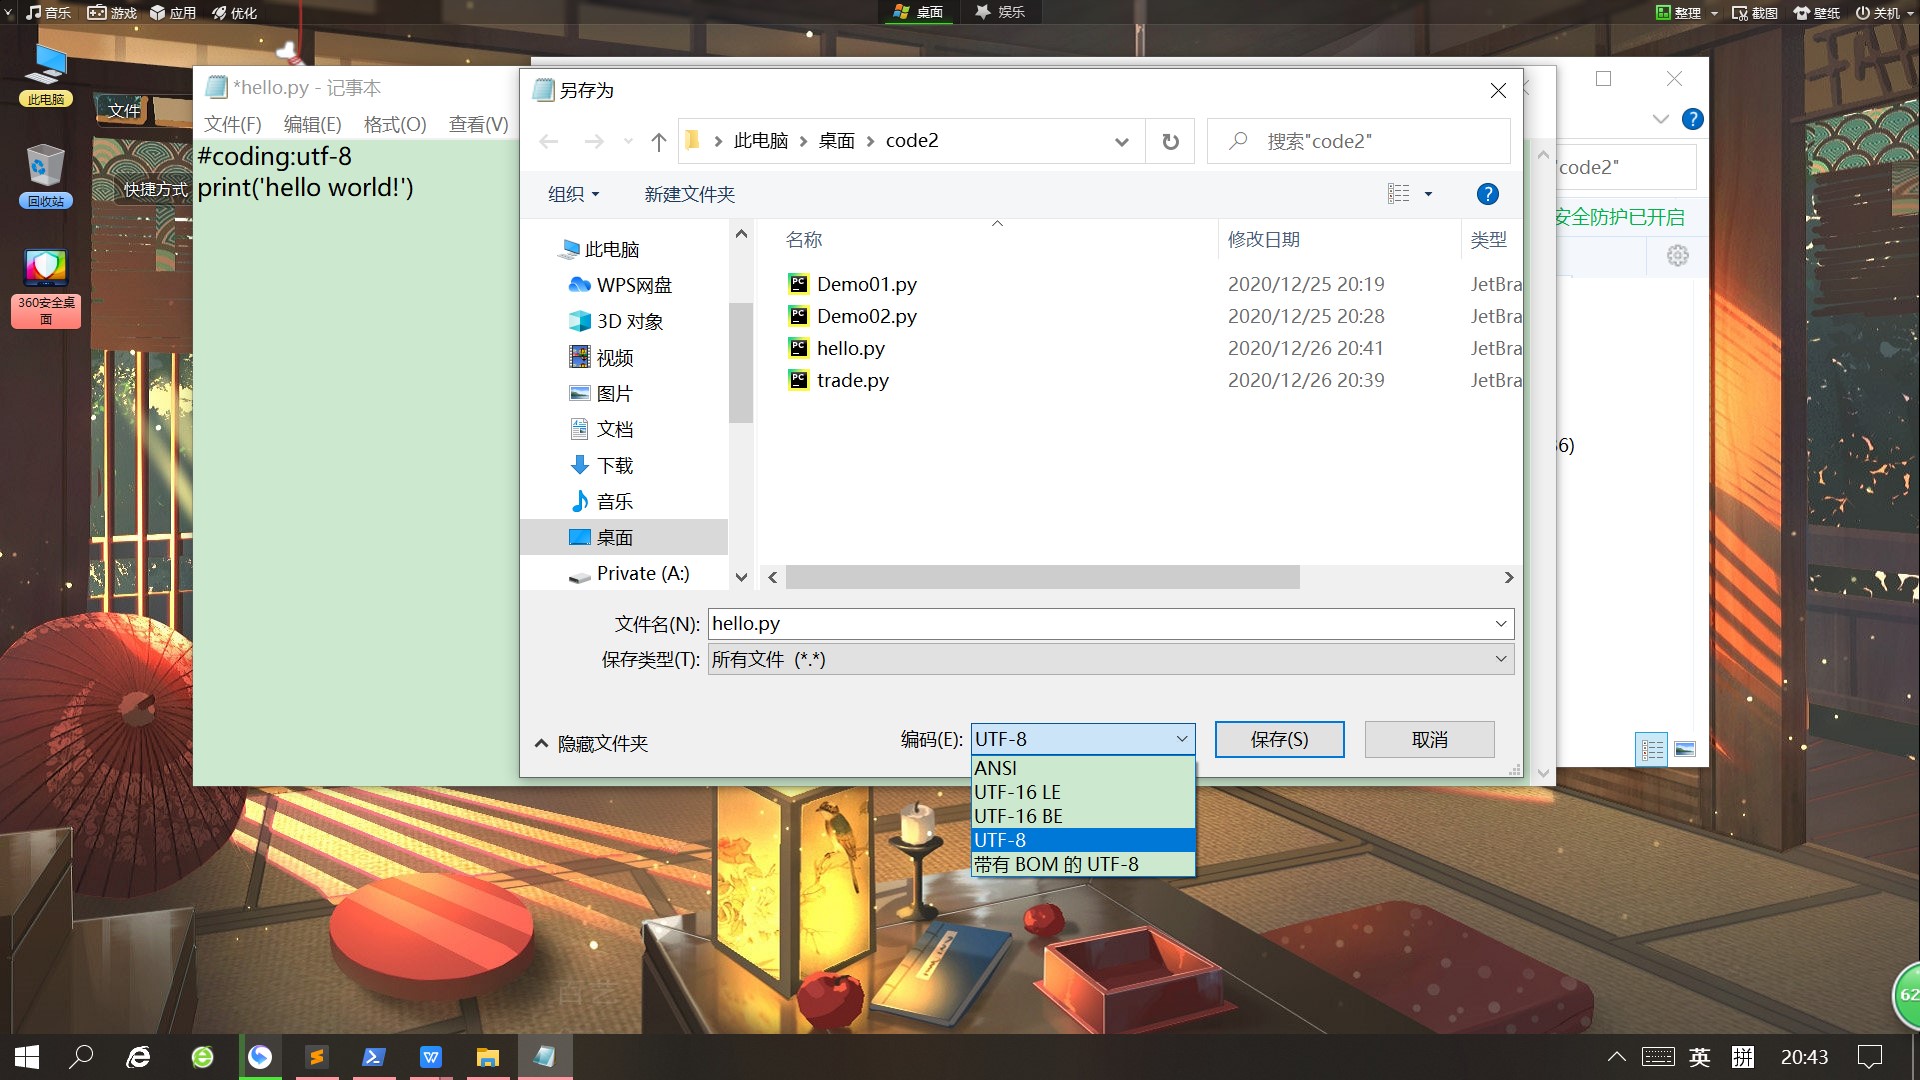 音乐 游戏 应用 优化
桌面 娱乐
整理 截图 壁纸 关机
此电脑
回收站
360安全桌面
文件
快捷方式
*hello.py - 记事本
文件(F) 编辑(E) 格式(O) 查看(V)
#coding:utf-8
print('hello world!')
另存为
此电脑 桌面 code2
搜索"code2"
组织 新建文件夹
此电脑
WPS网盘
3D 对象
视频
图片
文档
下载
音乐
桌面
Private (A:)
名称 修改日期 类型
Demo01.py 2020/12/25 20:19 JetBra
Demo02.py 2020/12/25 20:28 JetBra
hello.py 2020/12/26 20:41 JetBra
trade.py 2020/12/26 20:39 JetBra
文件名(N): hello.py
保存类型(T): 所有文件 (*.*)
隐藏文件夹
编码(E): UTF-8
保存(S) 取消
ANSI
UTF-16 LE
UTF-16 BE
UTF-8
带有 BOM 的 UTF-8
code2"
安全防护已开启
6)
62
英 拼 20:43